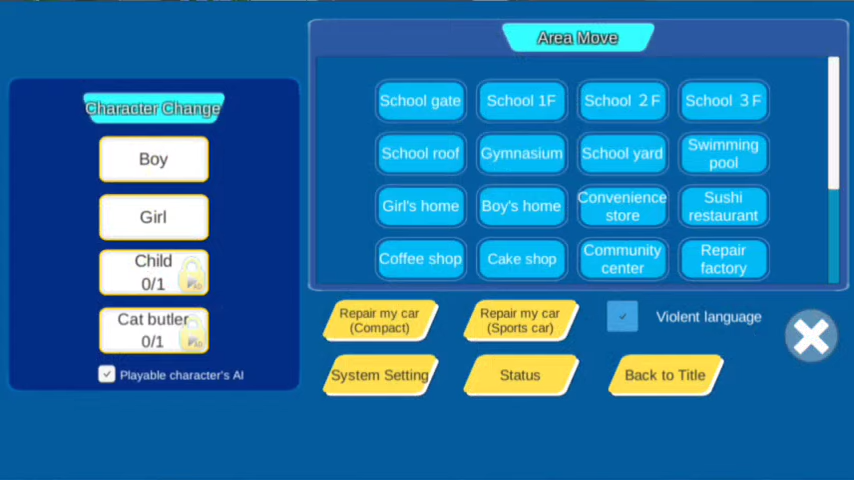 Area Move
Character Change
Boy
Girl
Child
0/1
Cat butler
0/1
Playable character's AI
School gate
School 1F
School ２F
School ３F
School roof
Gymnasium
School yard
Swimming
pool
Girl's home
Boy's home
Convenience
store
Sushi
restaurant
Coffee shop
Cake shop
Community
center
Repair
factory
Repair my car
(Compact)
Repair my car
(Sports car)
Violent language
System Setting
Status
Back to Title